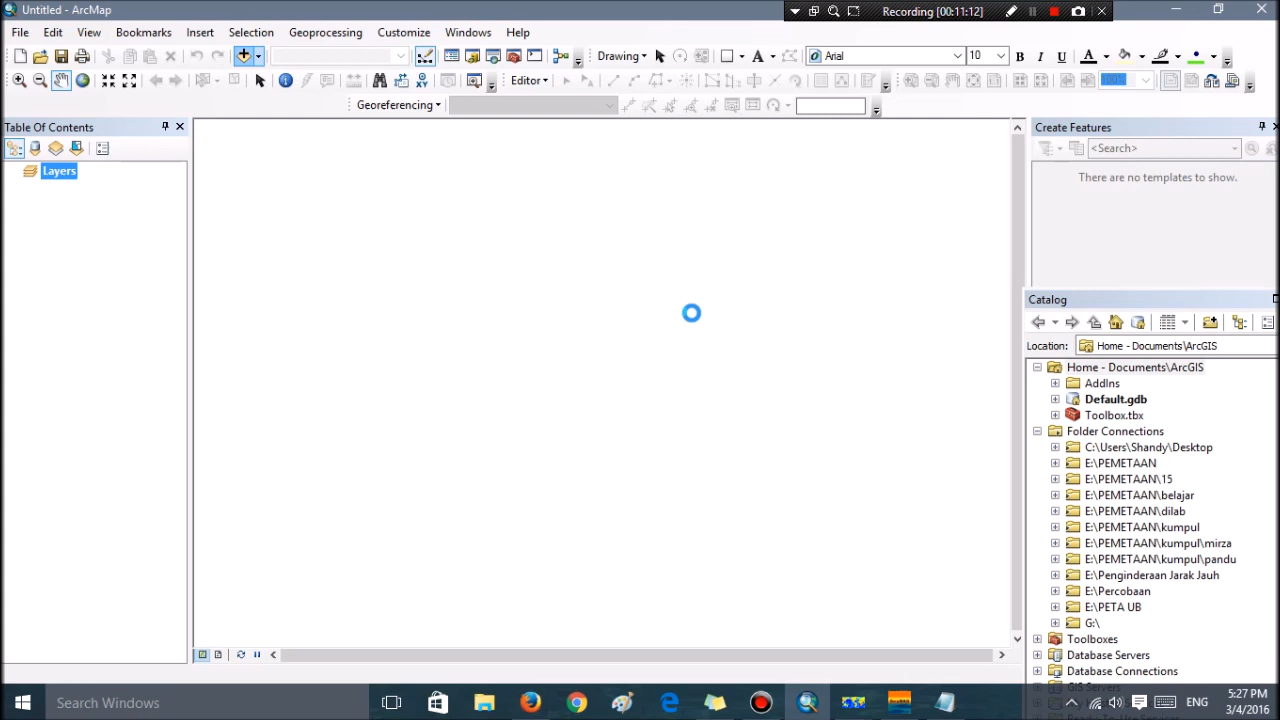 Untitled - ArcMap
Recording [00:11:12]
File Edit View Bookmarks Insert Selection Geoprocessing Customize Windows Help
Drawing Arial 10 B I U A
Editor 100%
Georeferencing
Table Of Contents
Layers
Create Features
<Search>
There are no templates to show.
Catalog
Location: Home - Documents\ArcGIS
Home - Documents\ArcGIS
AddIns
Default.gdb
Toolbox.tbx
Folder Connections
C:\Users\Shandy\Desktop
E:\PEMETAAN
E:\PEMETAAN\15
E:\PEMETAAN\belajar
E:\PEMETAAN\dilab
E:\PEMETAAN\kumpul
E:\PEMETAAN\kumpul\mirza
E:\PEMETAAN\kumpul\pandu
E:\Penginderaan Jarak Jauh
E:\Percobaan
E:\PETA UB
G:\
Toolboxes
Database Servers
Database Connections
GIS Servers
Search Windows
ENG
5:27 PM
3/4/2016